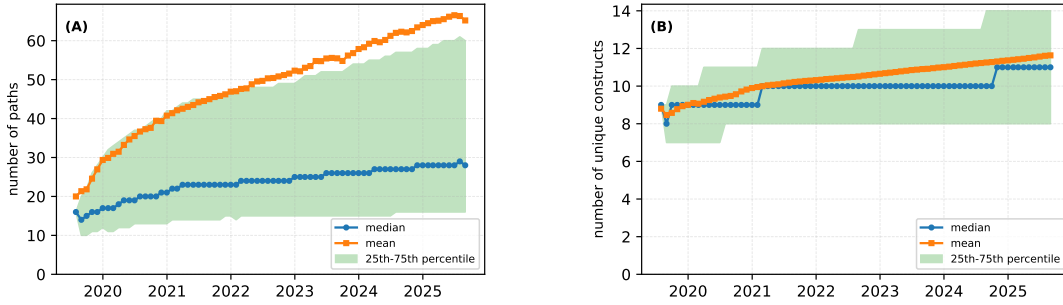 (A)
number of paths
60
50
40
30
20
10
0
2020 2021 2022 2023 2024 2025
median
mean
25th-75th percentile
(B)
number of unique constructs
14
12
10
8
6
4
2
0
2020 2021 2022 2023 2024 2025
median
mean
25th-75th percentile